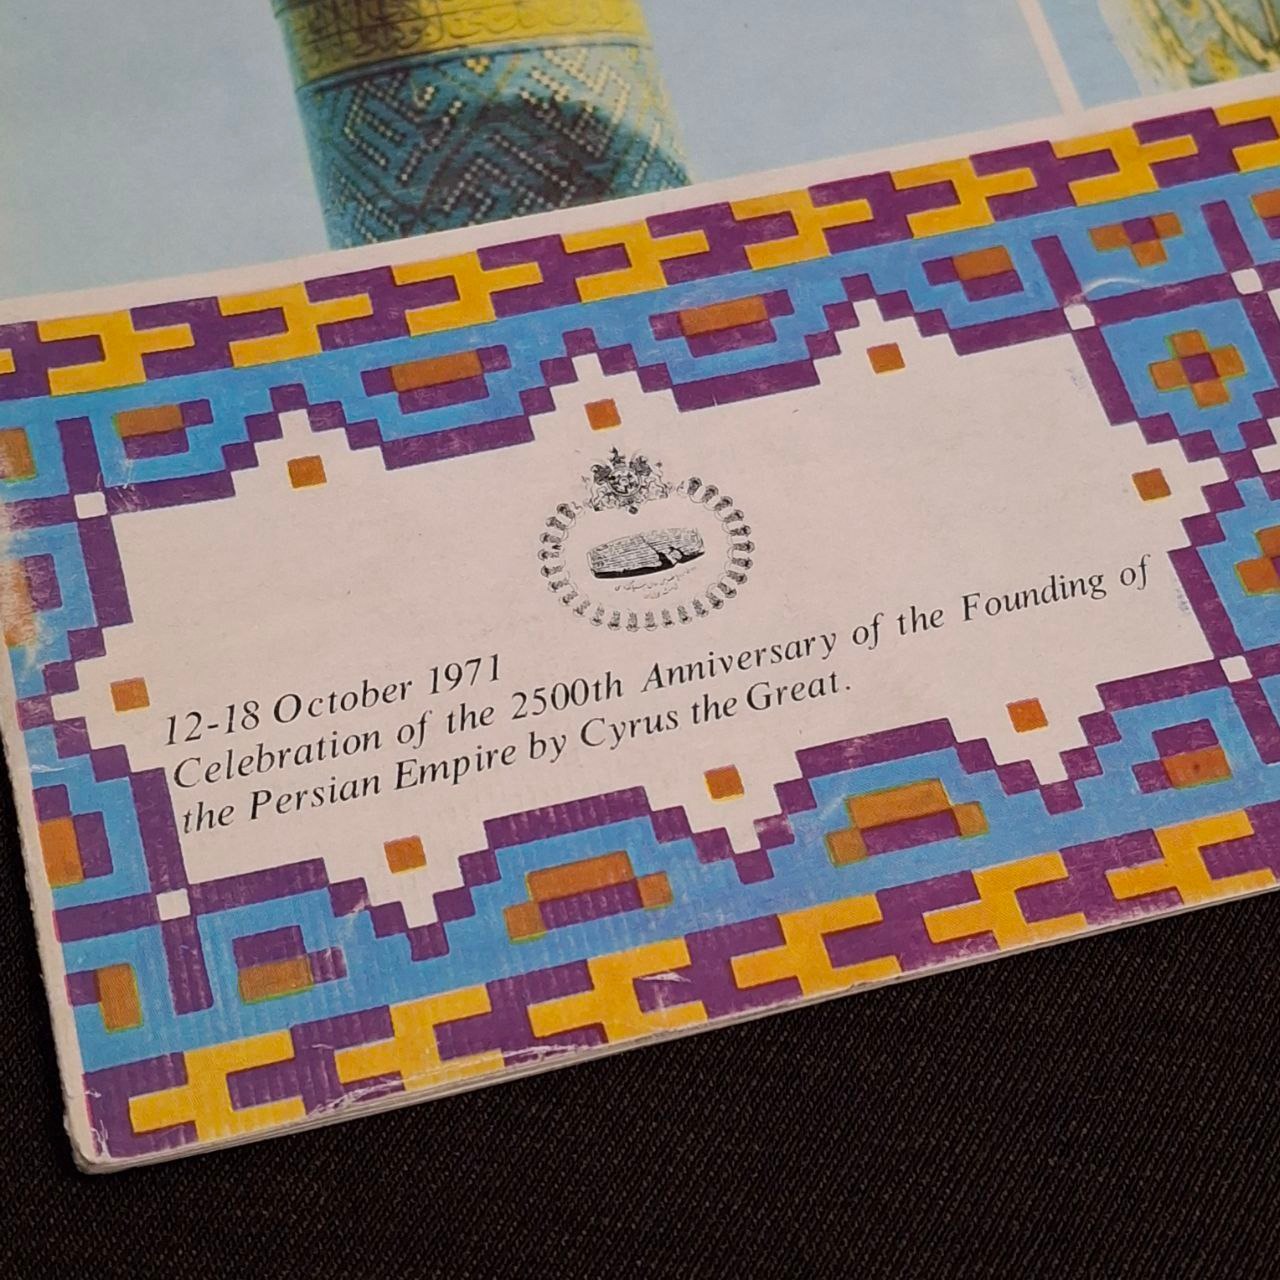 12-18 October 1971
Celebration of the 2500th Anniversary of the Founding of
the Persian Empire by Cyrus the Great.